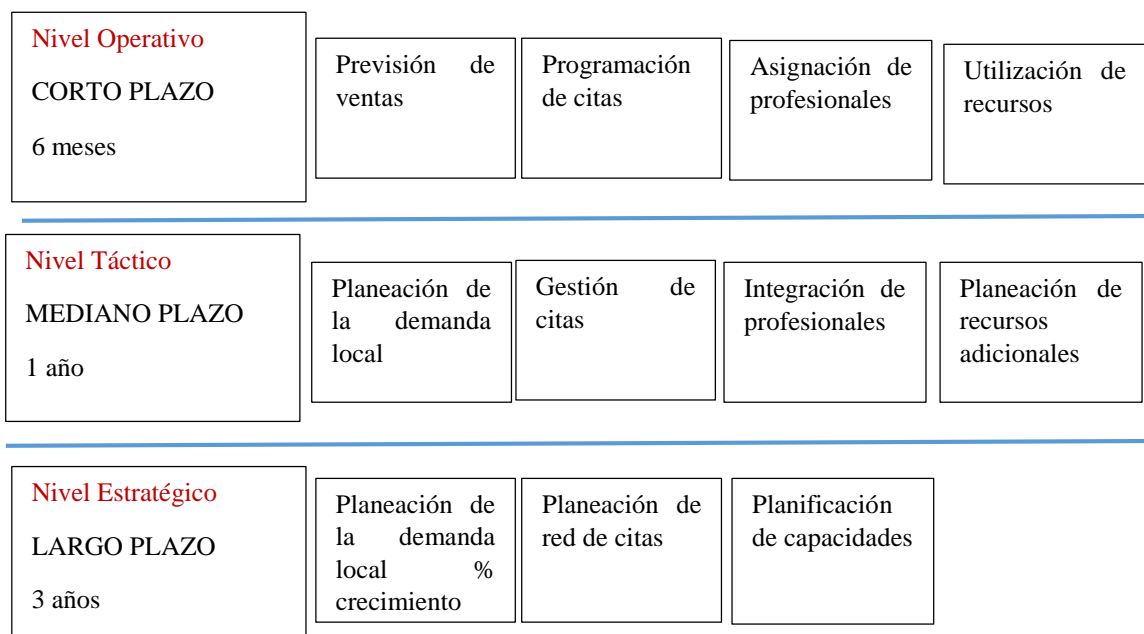 Nivel Operativo
CORTO PLAZO
6 meses
Previsión de
ventas
Programación
de citas
Asignación de
profesionales
Utilización de
recursos
Nivel Táctico
MEDIANO PLAZO
1 año
Planeación de
la demanda
local
Gestión de
citas
Integración de
profesionales
Planeación de
recursos
adicionales
Nivel Estratégico
LARGO PLAZO
3 años
Planeación de
la demanda
local %
crecimiento
Planeación de
red de citas
Planificación
de capacidades